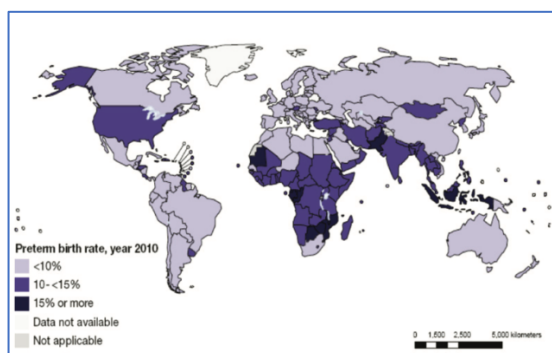 Preterm birth rate, year 2010
<10%
10- <15%
15% or more
Data not available
Not applicable
0 1,500 2,500 5,000 kilometers